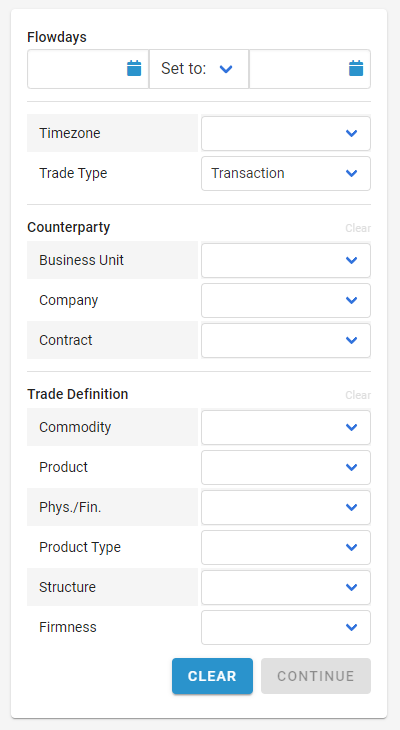 Flowdays
Set to:
Timezone
Trade Type Transaction
Counterparty Clear
Business Unit
Company
Contract
Trade Definition Clear
Commodity
Product
Phys./Fin.
Product Type
Structure
Firmness
CLEAR CONTINUE